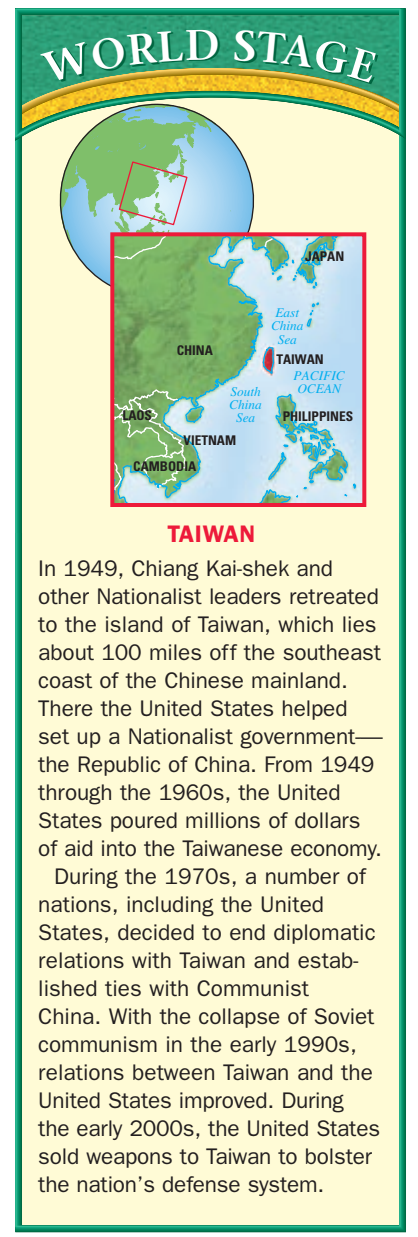 WORLD STAGE
JAPAN
East
China
Sea
CHINA
TAIWAN
PACIFIC
OCEAN
South
China
Sea
LAOS
PHILIPPINES
VIETNAM
CAMBODIA
TAIWAN
In 1949, Chiang Kai-shek and
other Nationalist leaders retreated
to the island of Taiwan, which lies
about 100 miles off the southeast
coast of the Chinese mainland.
There the United States helped
set up a Nationalist government—
the Republic of China. From 1949
through the 1960s, the United
States poured millions of dollars
of aid into the Taiwanese economy.
During the 1970s, a number of
nations, including the United
States, decided to end diplomatic
relations with Taiwan and estab-
lished ties with Communist
China. With the collapse of Soviet
communism in the early 1990s,
relations between Taiwan and the
United States improved. During
the early 2000s, the United States
sold weapons to Taiwan to bolster
the nation's defense system.